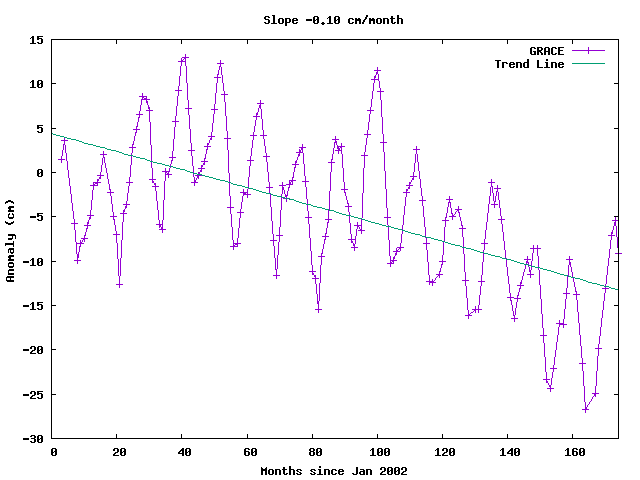 Slope -0.10 cm/month
15
10
5
0
-5
-10
-15
-20
-25
-30
Anomaly (cm)
GRACE
Trend Line
0 20 40 60 80 100 120 140 160
Months since Jan 2002